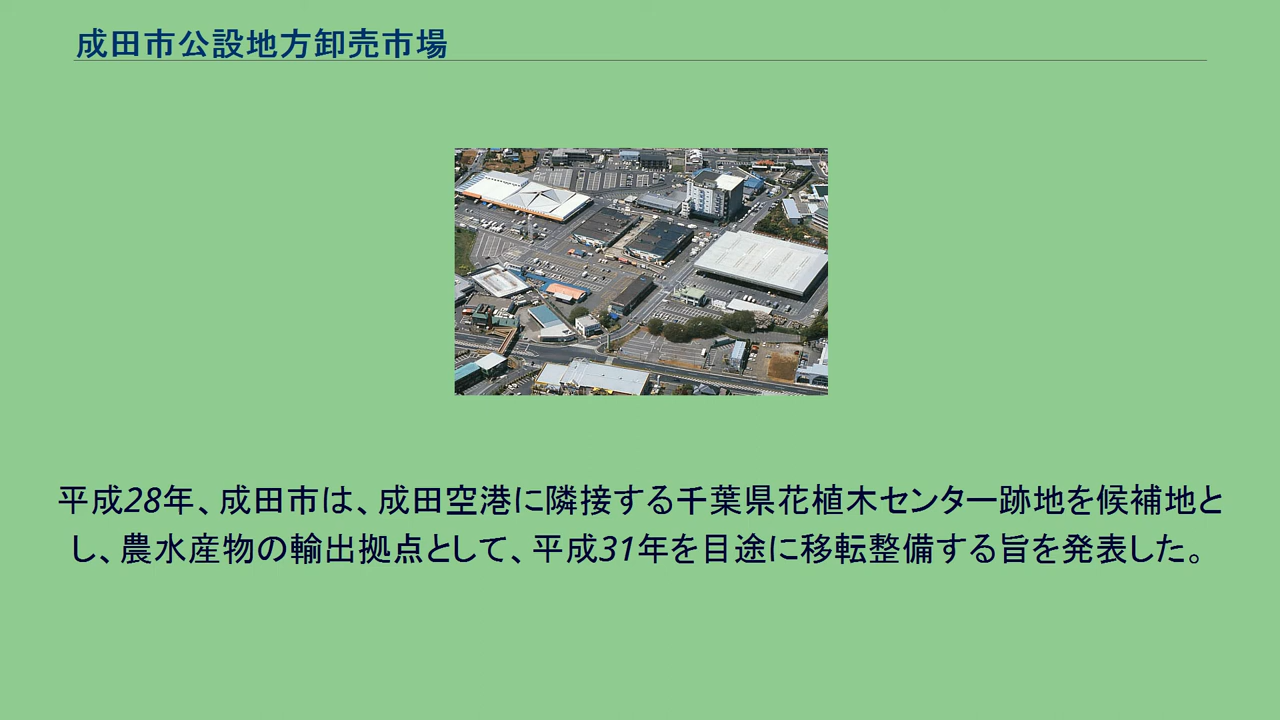 成田市公設地方卸売市場
平成28年、成田市は、成田空港に隣接する千葉県花植木センター跡地を候補地と
し、農水産物の輸出拠点として、平成31年を目途に移転整備する旨を発表した。